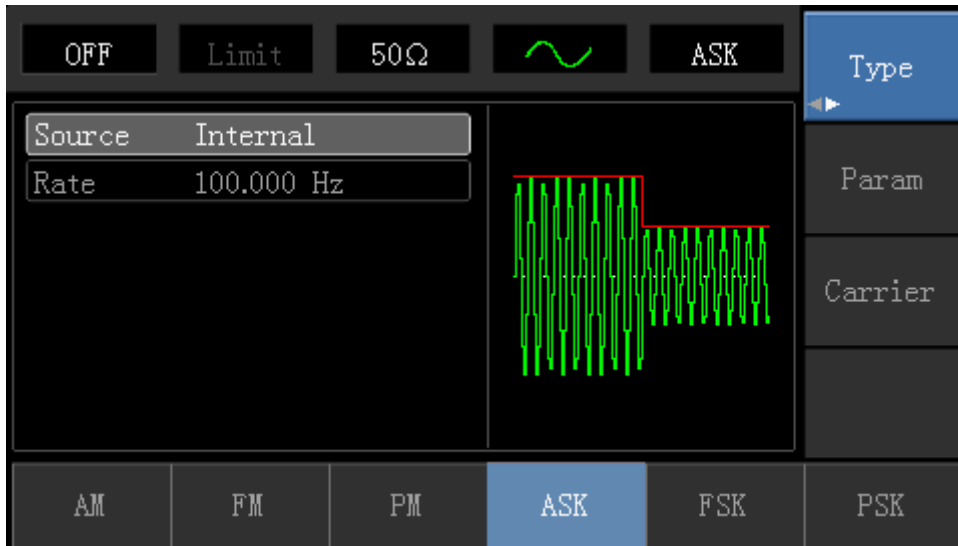 OFF Limit 50Ω ASK
Type
Source Internal
Rate 100.000 Hz
Param
Carrier
AM FM PM ASK FSK PSK